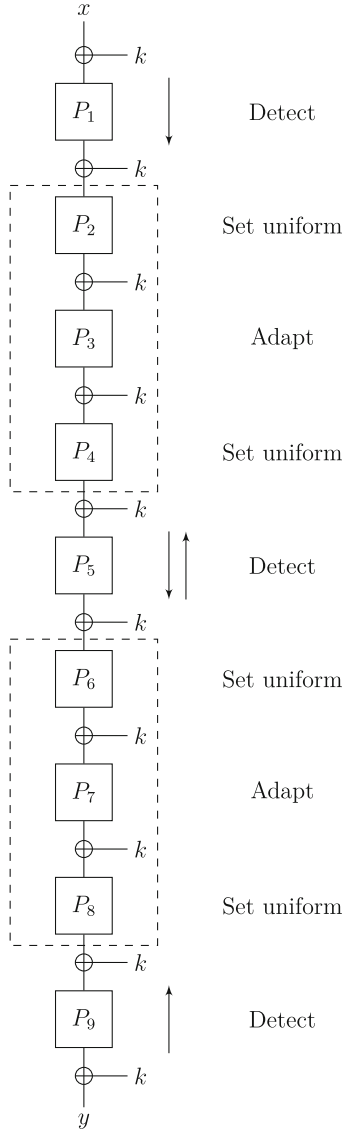 x
k
P₁ Detect
k
P₂ Set uniform
k
P₃ Adapt
k
P₄ Set uniform
k
P₅ Detect
k
P₆ Set uniform
k
P₇ Adapt
k
P₈ Set uniform
k
P₉ Detect
k
y